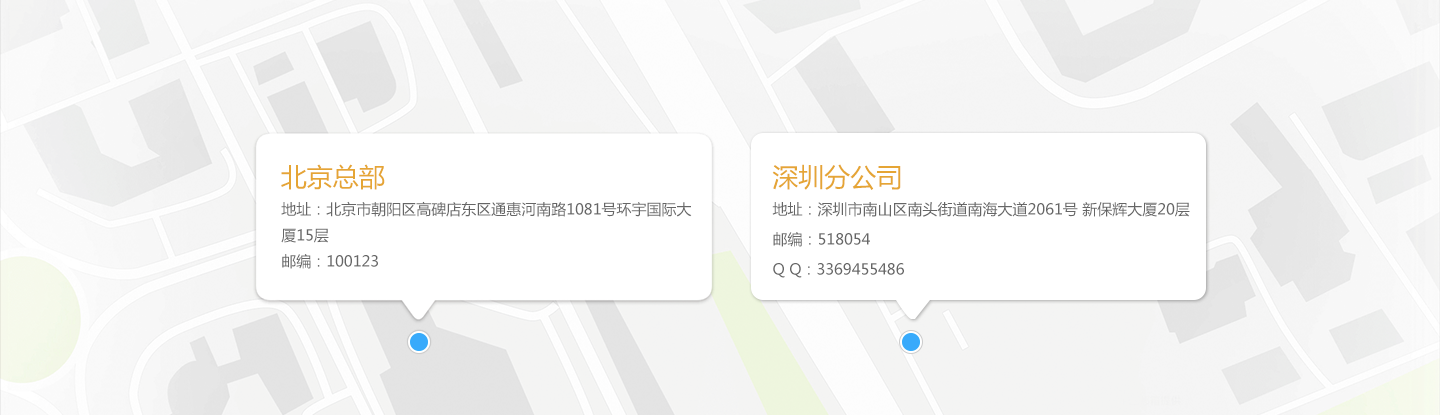 北京总部
地址：北京市朝阳区高碑店东区通惠河南路1081号环宇国际大
厦15层
邮编：100123
深圳分公司
地址：深圳市南山区南头街道南海大道2061号 新保辉大厦20层
邮编：518054
Q Q：3369455486